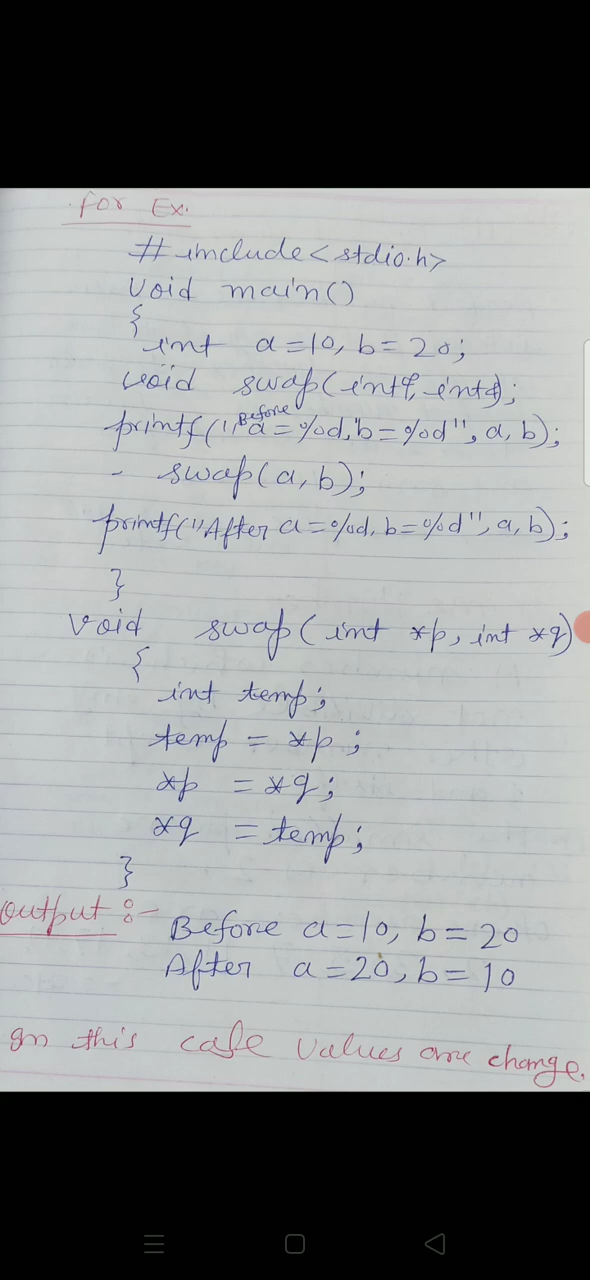 for Ex.
# include<stdio.h>
void main()
{
int a=10, b=20;
void swap(int
printf("Before a=%d, b=%d", a, b);
- swap(a, b);
printf("After a=%d, b=%d", a, b);
}
void swap(int *p, int *q)
{
int temp;
temp = *p;
*p = *q;
*q = temp;
}
output :-
Before a=10, b=20
After a=20, b=10
In this case values are change.